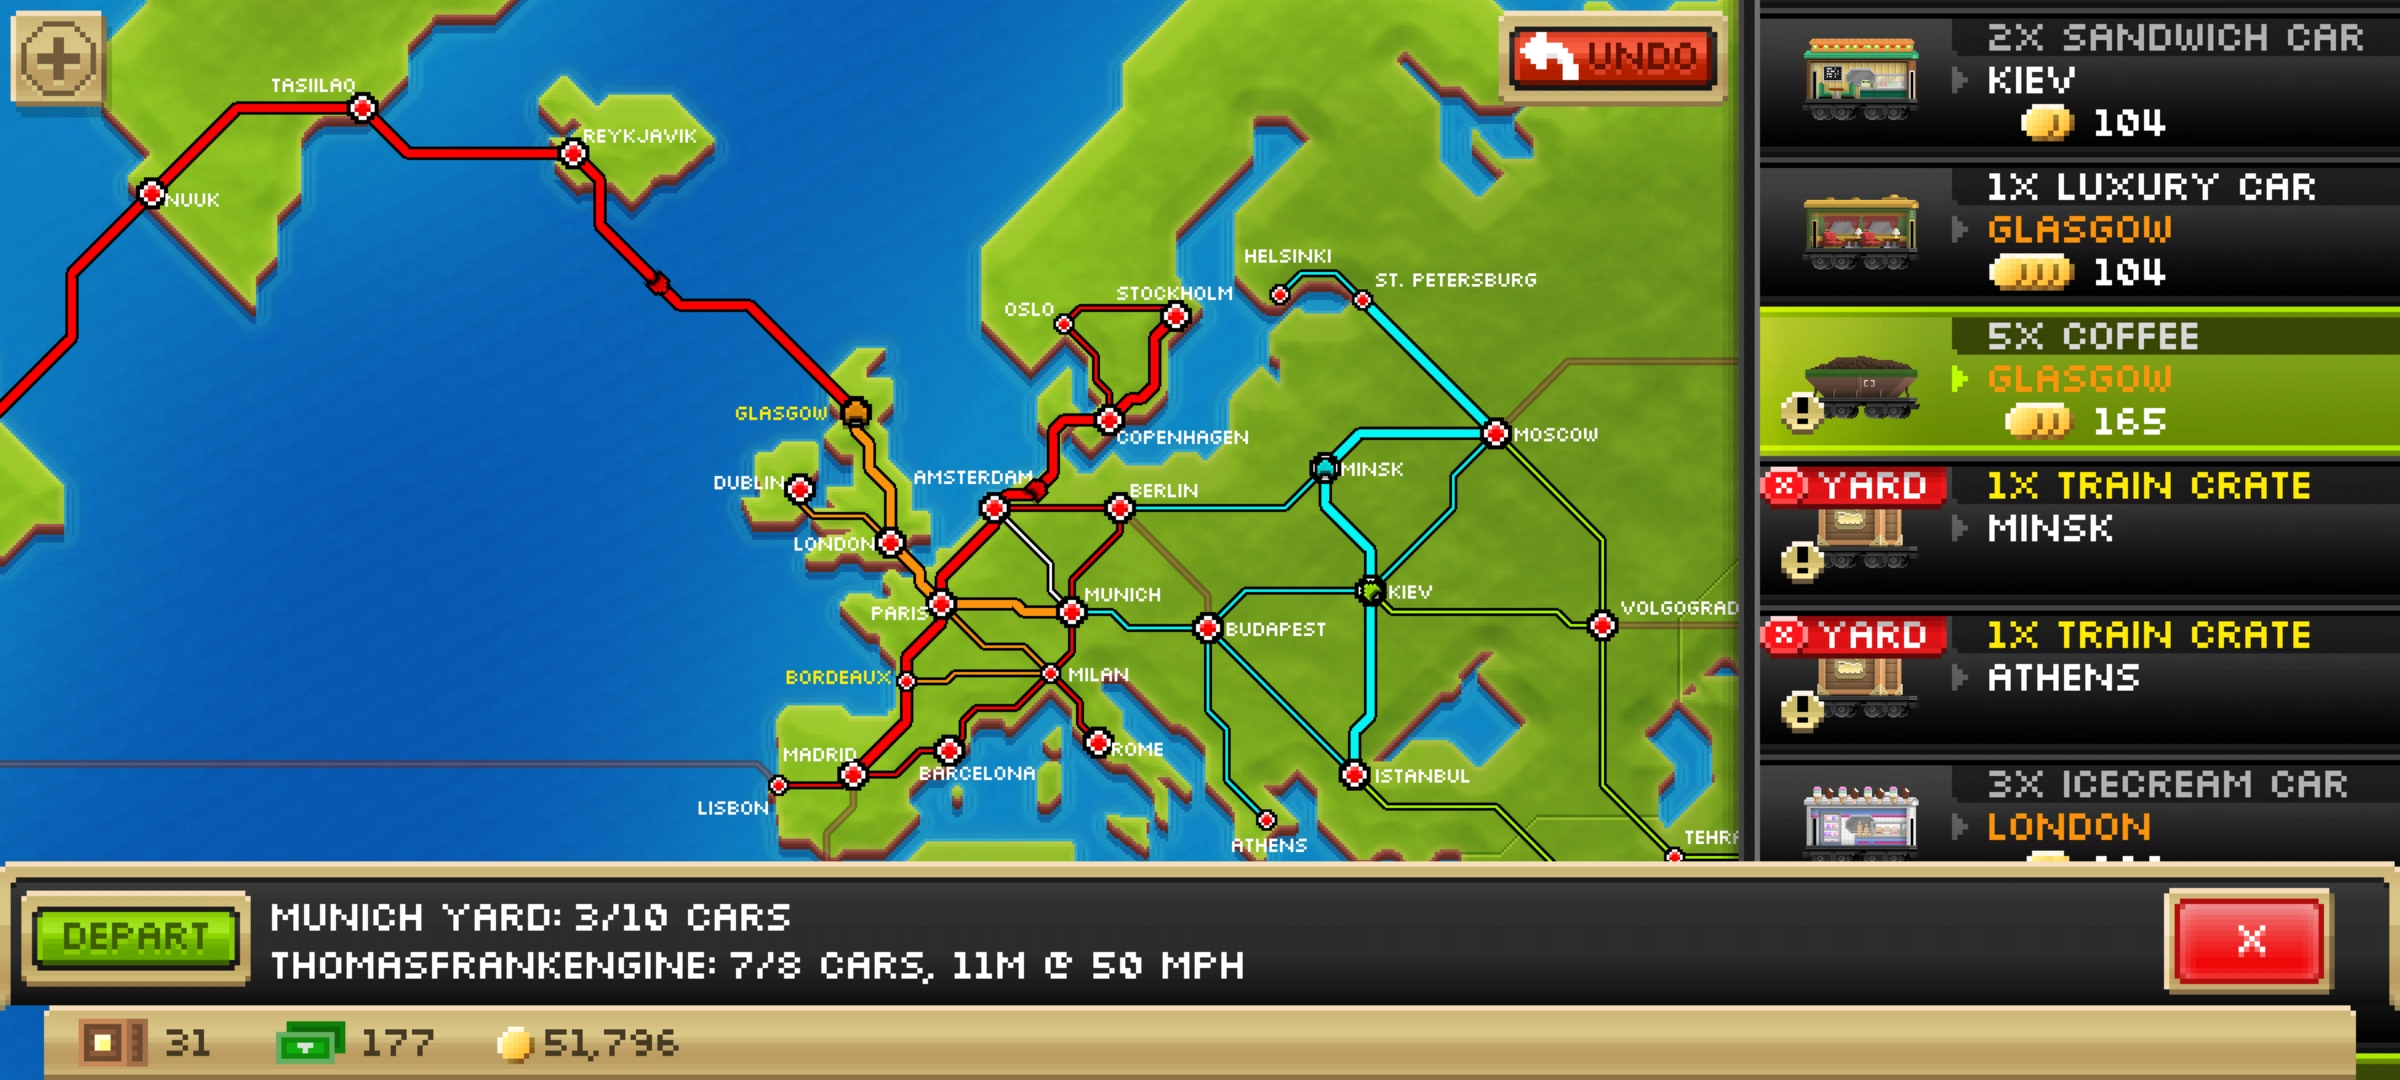 TASIILAQ
REYKJAVIK
NUUK
UNDO
HELSINKI
ST. PETERSBURG
STOCKHOLM
OSLO
GLASGOW
COPENHAGEN
MOSCOW
MINSK
AMSTERDAM
DUBLIN
BERLIN
LONDON
MUNICH
KIEV
PARIS
VOLGOGRAD
BUDAPEST
BORDEAUX
MILAN
MADRID
ROME
BARCELONA
ISTANBUL
LISBON
ATHENS
TEHRA
2X SANDWICH CAR
KIEV
104
1X LUXURY CAR
GLASGOW
104
5X COFFEE
GLASGOW
165
YARD
1X TRAIN CRATE
MINSK
YARD
1X TRAIN CRATE
ATHENS
3X ICECREAM CAR
LONDON
DEPART
MUNICH YARD: 3/10 CARS
THOMASFRANKENGINE: 7/8 CARS, 11M @ 50 MPH
X
31
177
51,796